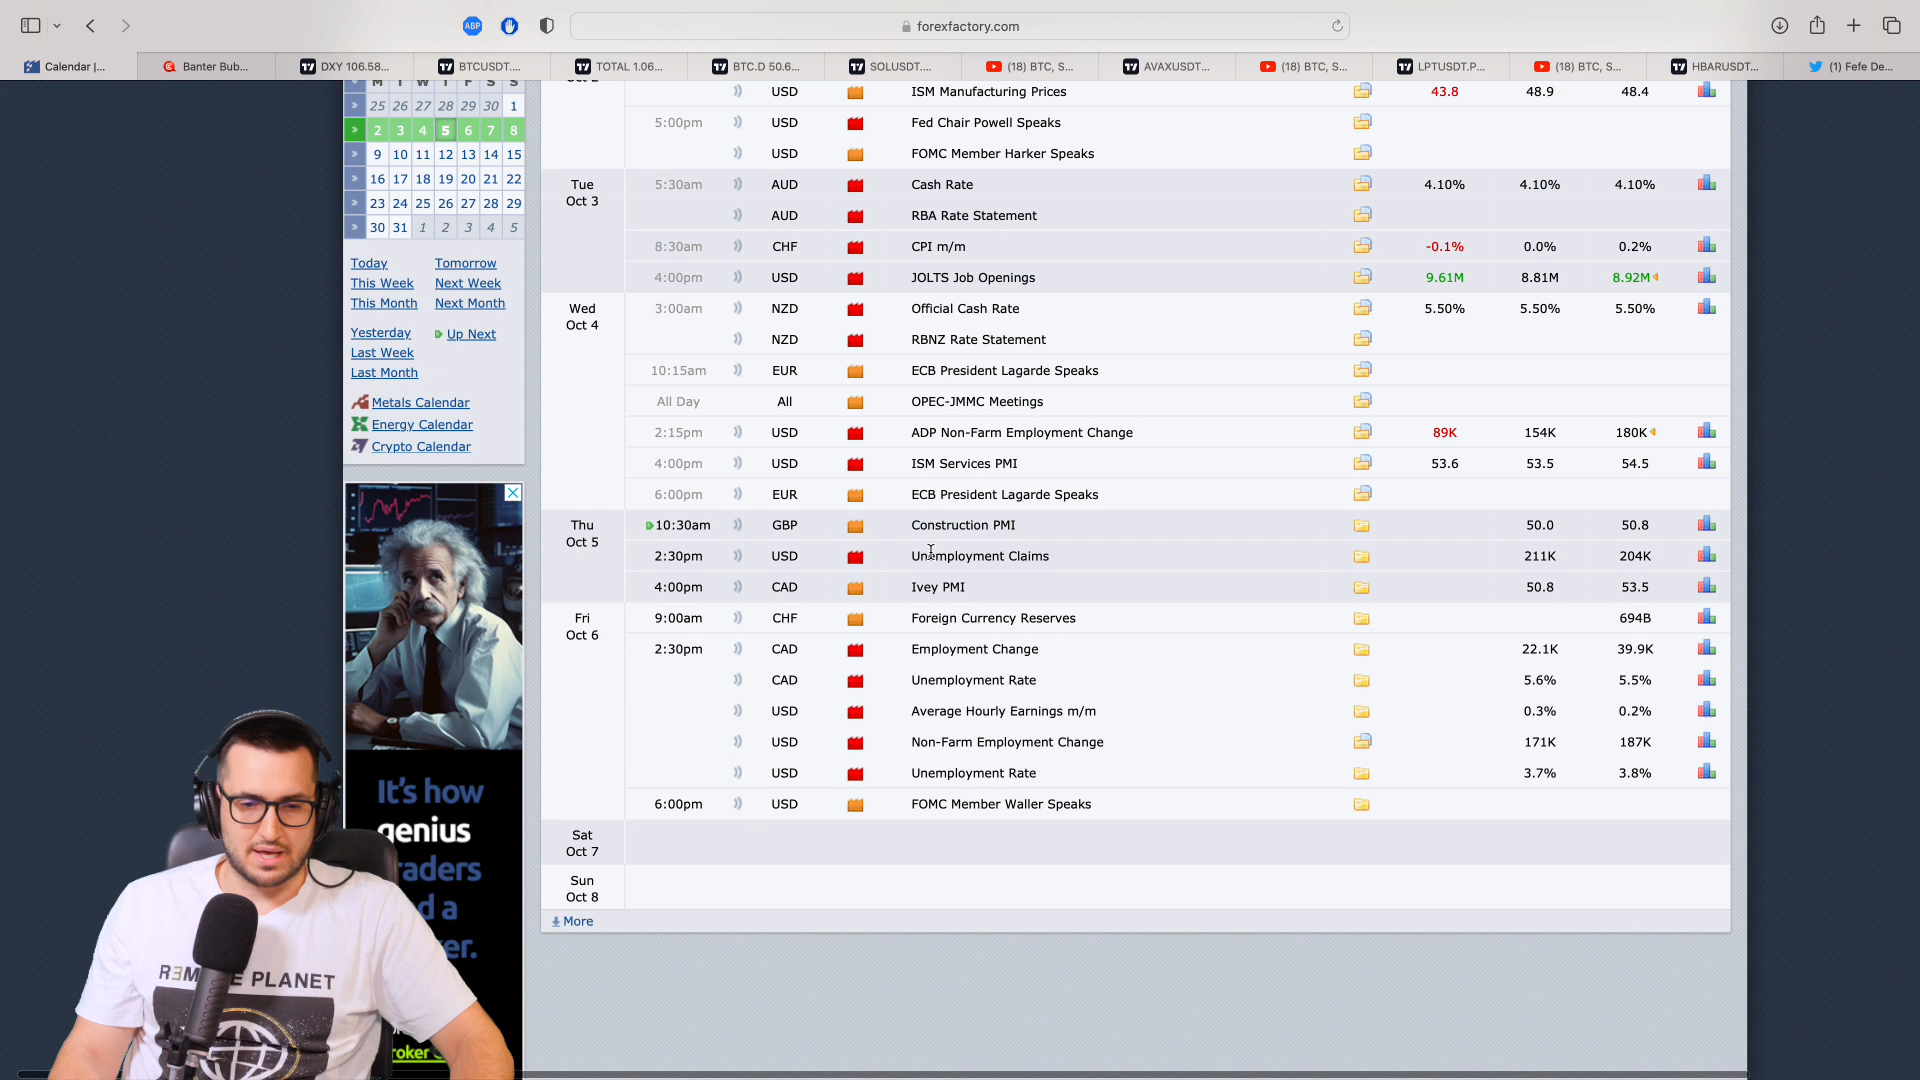 ABP
forexfactory.com
Calendar |...
Banter Bub...
DXY 106.58...
BTCUSDT....
TOTAL 1.06...
BTC.D 50.6...
SOLUSDT....
(18) BTC, S...
AVAXUSDT...
(18) BTC, S...
LPTUSDT.P...
(18) BTC, S...
HBARUSDT...
(1) Fefe De...
M T W T F S S
» 25 26 27 28 29 30 1
» 2 3 4 5 6 7 8
» 9 10 11 12 13 14 15
» 16 17 18 19 20 21 22
» 23 24 25 26 27 28 29
» 30 31 1 2 3 4 5
Today Tomorrow
This Week Next Week
This Month Next Month
Yesterday Up Next
Last Week
Last Month
Metals Calendar
Energy Calendar
Crypto Calendar
It's how
genius
raders
d a
er.
roker
R3M PLANET
Oct 2
USD ISM Manufacturing Prices 43.8 48.9 48.4
5:00pm USD Fed Chair Powell Speaks
USD FOMC Member Harker Speaks
Tue
Oct 3
5:30am AUD Cash Rate 4.10% 4.10% 4.10%
AUD RBA Rate Statement
8:30am CHF CPI m/m -0.1% 0.0% 0.2%
4:00pm USD JOLTS Job Openings 9.61M 8.81M 8.92M
Wed
Oct 4
3:00am NZD Official Cash Rate 5.50% 5.50% 5.50%
NZD RBNZ Rate Statement
10:15am EUR ECB President Lagarde Speaks
All Day All OPEC-JMMC Meetings
2:15pm USD ADP Non-Farm Employment Change 89K 154K 180K
4:00pm USD ISM Services PMI 53.6 53.5 54.5
6:00pm EUR ECB President Lagarde Speaks
Thu
Oct 5
10:30am GBP Construction PMI 50.0 50.8
2:30pm USD Unemployment Claims 211K 204K
4:00pm CAD Ivey PMI 50.8 53.5
Fri
Oct 6
9:00am CHF Foreign Currency Reserves 694B
2:30pm CAD Employment Change 22.1K 39.9K
CAD Unemployment Rate 5.6% 5.5%
USD Average Hourly Earnings m/m 0.3% 0.2%
USD Non-Farm Employment Change 171K 187K
USD Unemployment Rate 3.7% 3.8%
6:00pm USD FOMC Member Waller Speaks
Sat
Oct 7
Sun
Oct 8
More